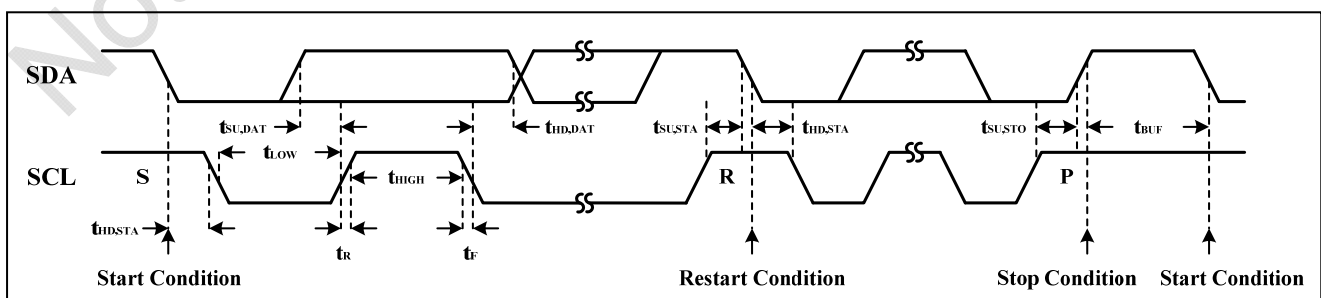 No
SDA
tSU,DAT
tHD,DAT
tSU,STA
tHD,STA
tSU,STO
tBUF
tLOW
SCL
S
tHIGH
R
P
tHD,STA
tR
tF
Start Condition
Restart Condition
Stop Condition
Start Condition